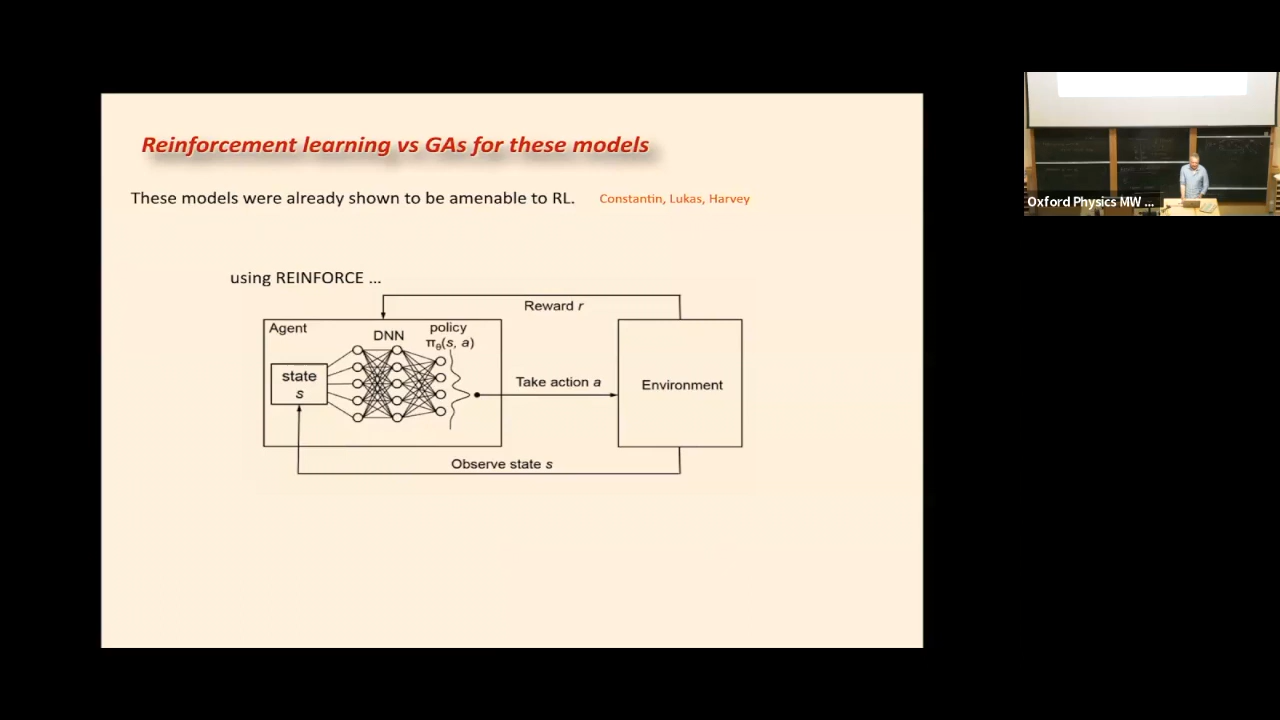 Reinforcement learning vs GAs for these models
These models were already shown to be amenable to RL. Constantin, Lukas, Harvey
using REINFORCE ...
Reward r
Agent
DNN
policy
πθ(s, a)
state
s
Take action a
Environment
Observe state s
Oxford Physics MW ...